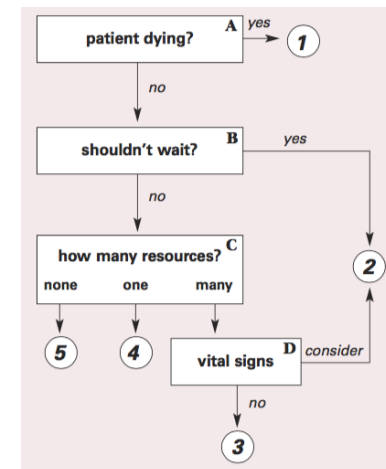 A
patient dying?
yes
1
no
B
shouldn't wait?
yes
no
C
how many resources?
none one many
2
5
4
D
vital signs
consider
no
3